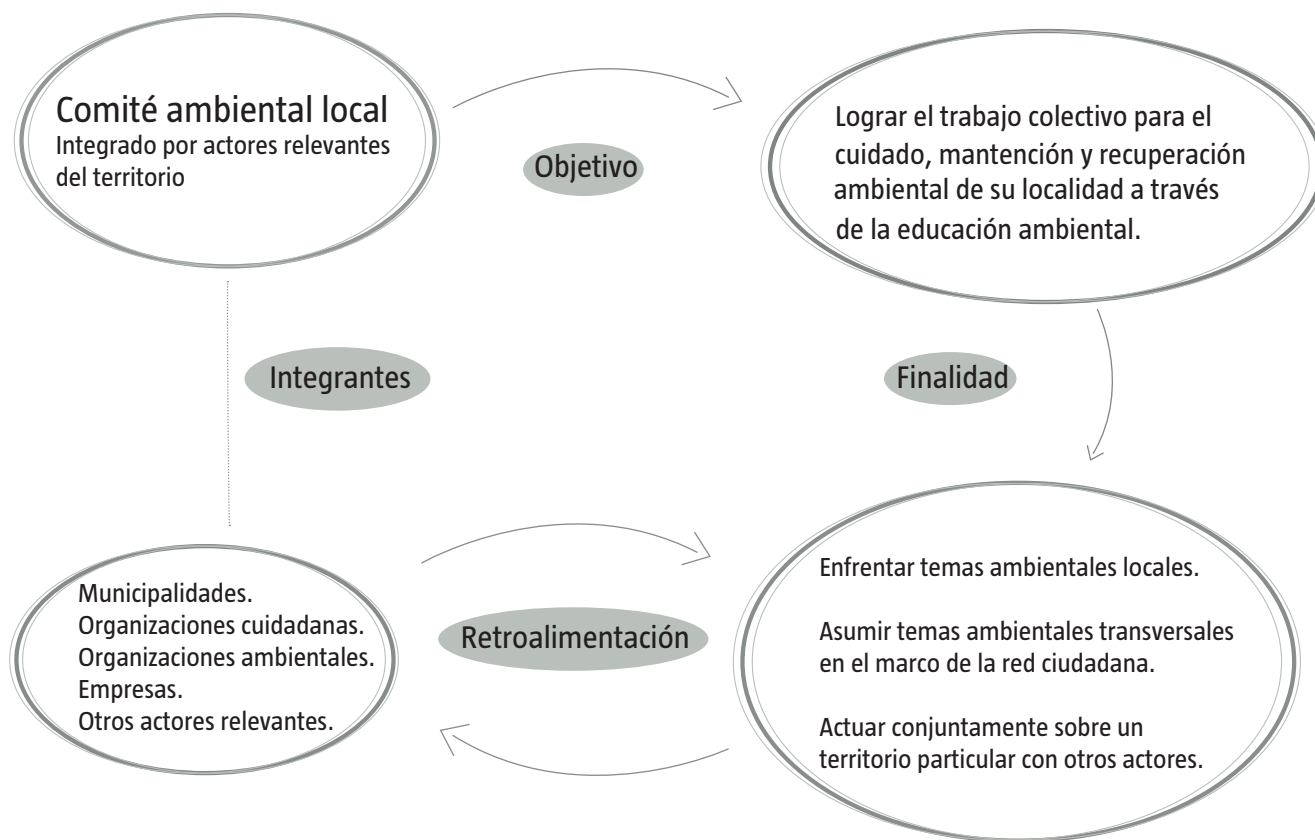 Comité ambiental local
Integrado por actores relevantes
del territorio
Objetivo
Lograr el trabajo colectivo para el
cuidado, mantención y recuperación
ambiental de su localidad a través
de la educación ambiental.
Integrantes
Finalidad
Municipalidades.
Organizaciones cuidadanas.
Organizaciones ambientales.
Empresas.
Otros actores relevantes.
Retroalimentación
Enfrentar temas ambientales locales.
Asumir temas ambientales transversales
en el marco de la red ciudadana.
Actuar conjuntamente sobre un
territorio particular con otros actores.